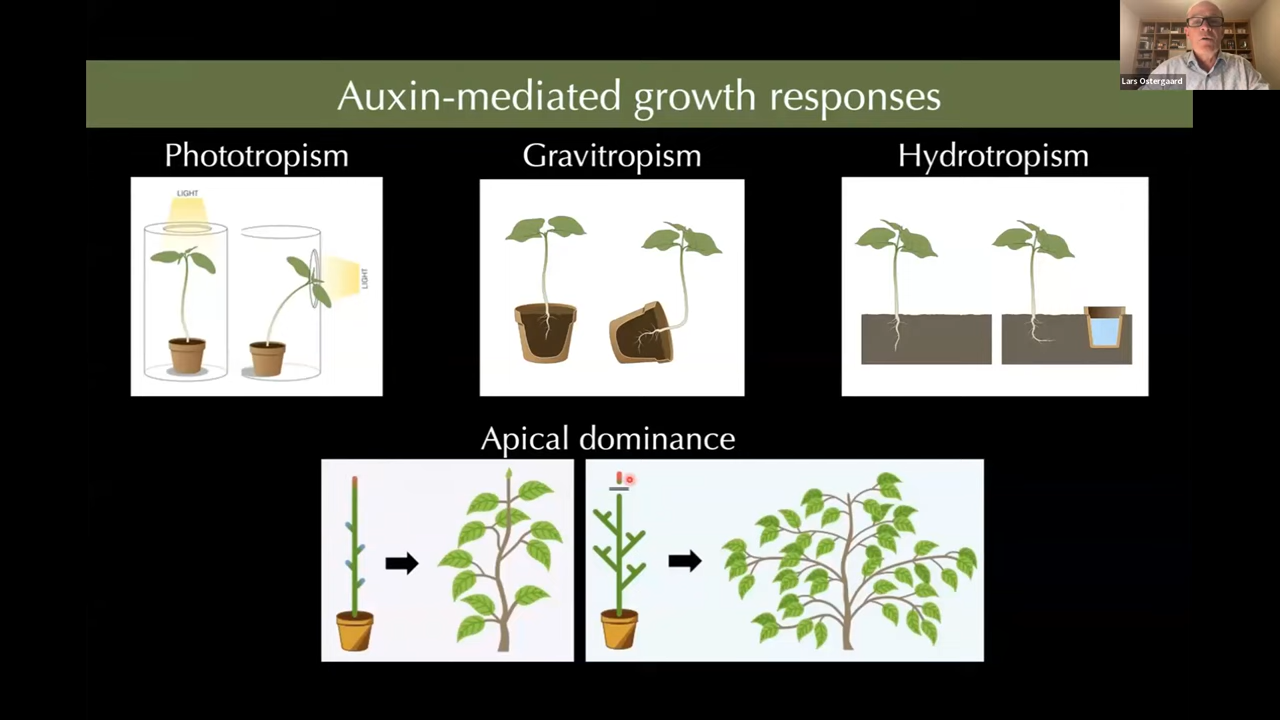 Lars Ostergaard
Auxin-mediated growth responses
Phototropism
Gravitropism
Hydrotropism
LIGHT
LIGHT
Apical dominance